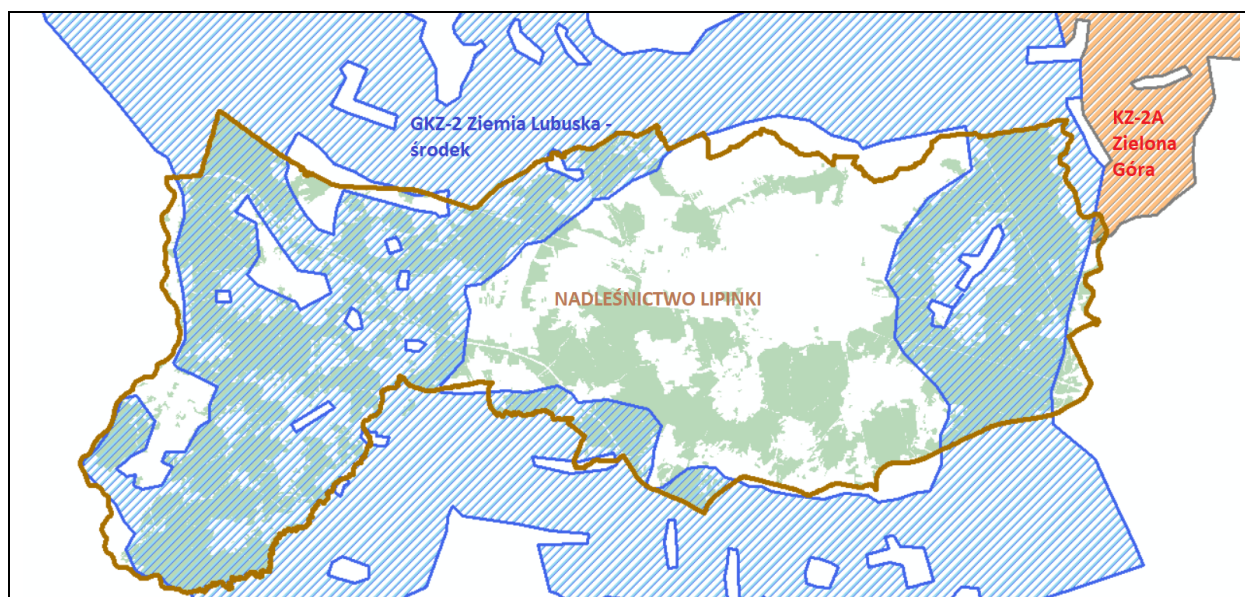 GKZ-2 Ziemia Lubuska -
środek
KZ-2A
Zielona
Góra
NADLEŚNICTWO LIPINKI